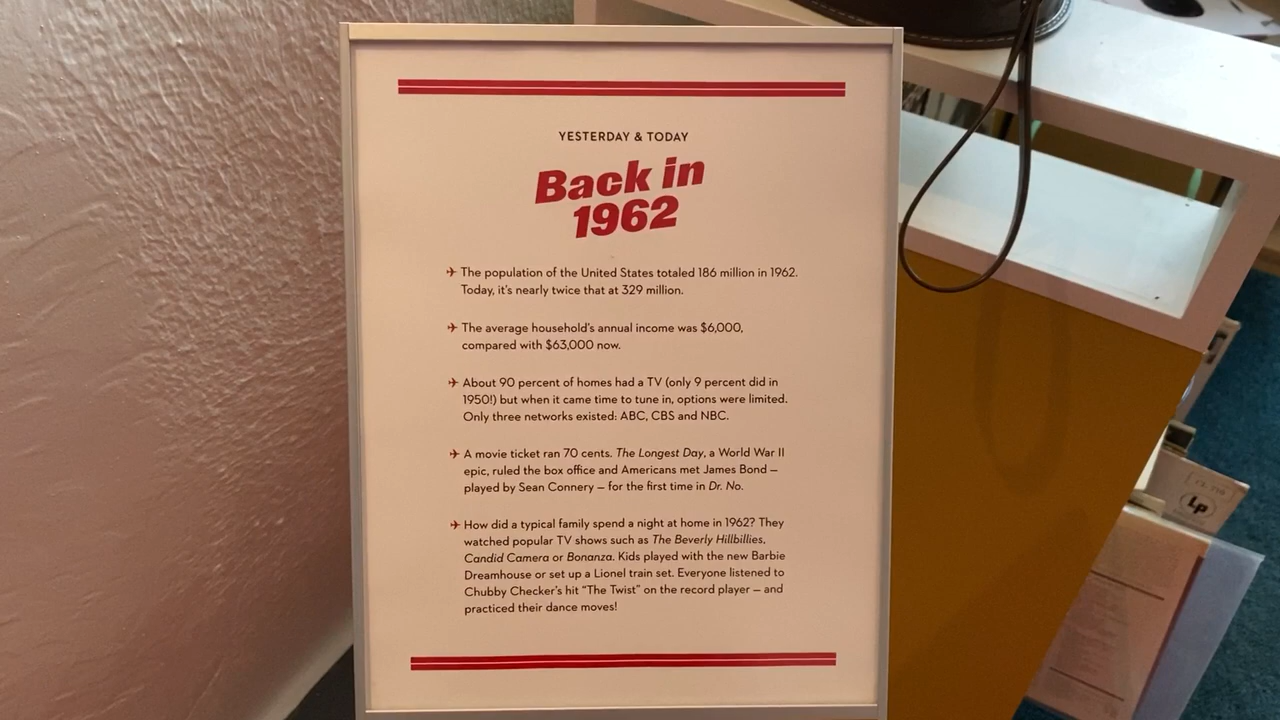 YESTERDAY & TODAY
Back in
1962
✈ The population of the United States totaled 186 million in 1962.
Today, it's nearly twice that at 329 million.
✈ The average household's annual income was $6,000,
compared with $63,000 now.
✈ About 90 percent of homes had a TV (only 9 percent did in
1950!) but when it came time to tune in, options were limited.
Only three networks existed: ABC, CBS and NBC.
✈ A movie ticket ran 70 cents. The Longest Day, a World War II
epic, ruled the box office and Americans met James Bond —
played by Sean Connery — for the first time in Dr. No.
✈ How did a typical family spend a night at home in 1962? They
watched popular TV shows such as The Beverly Hillbillies,
Candid Camera or Bonanza. Kids played with the new Barbie
Dreamhouse or set up a Lionel train set. Everyone listened to
Chubby Checker's hit “The Twist” on the record player — and
practiced their dance moves!
Lp